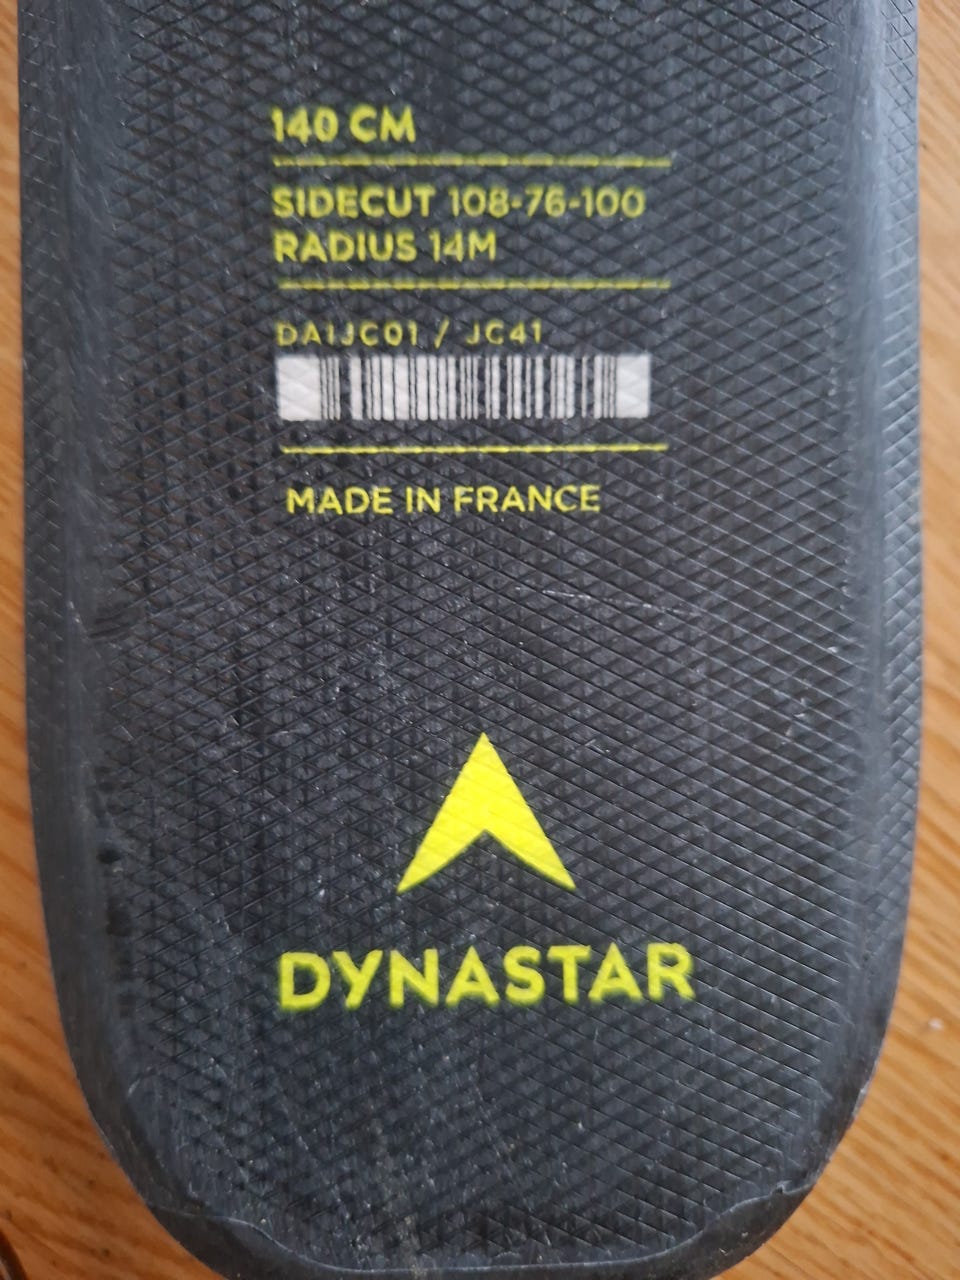 140 CM
SIDECUT 108-76-100
RADIUS 14M
DAIJC01 / JC41
MADE IN FRANCE
DYNASTAR